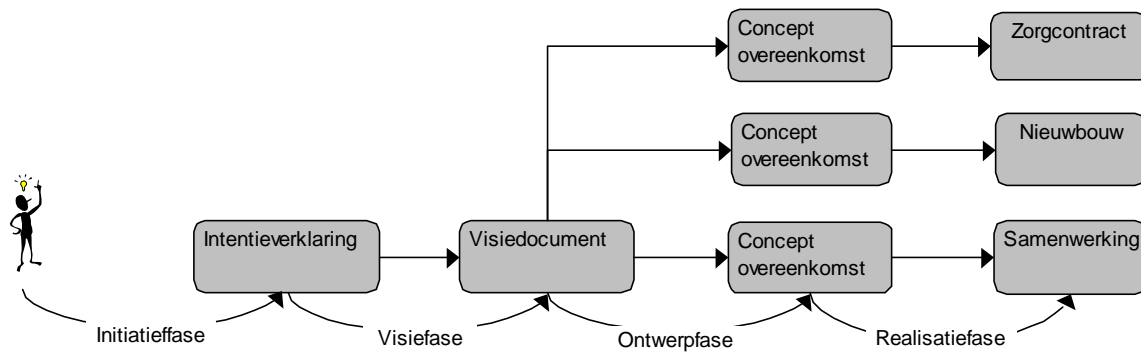 Concept
overeenkomst
Zorgcontract
Concept
overeenkomst
Nieuwbouw
Intentieverklaring
Visiedocument
Concept
overeenkomst
Samenwerking
Initiatieffase
Visiefase
Ontwerpfase
Realisatiefase